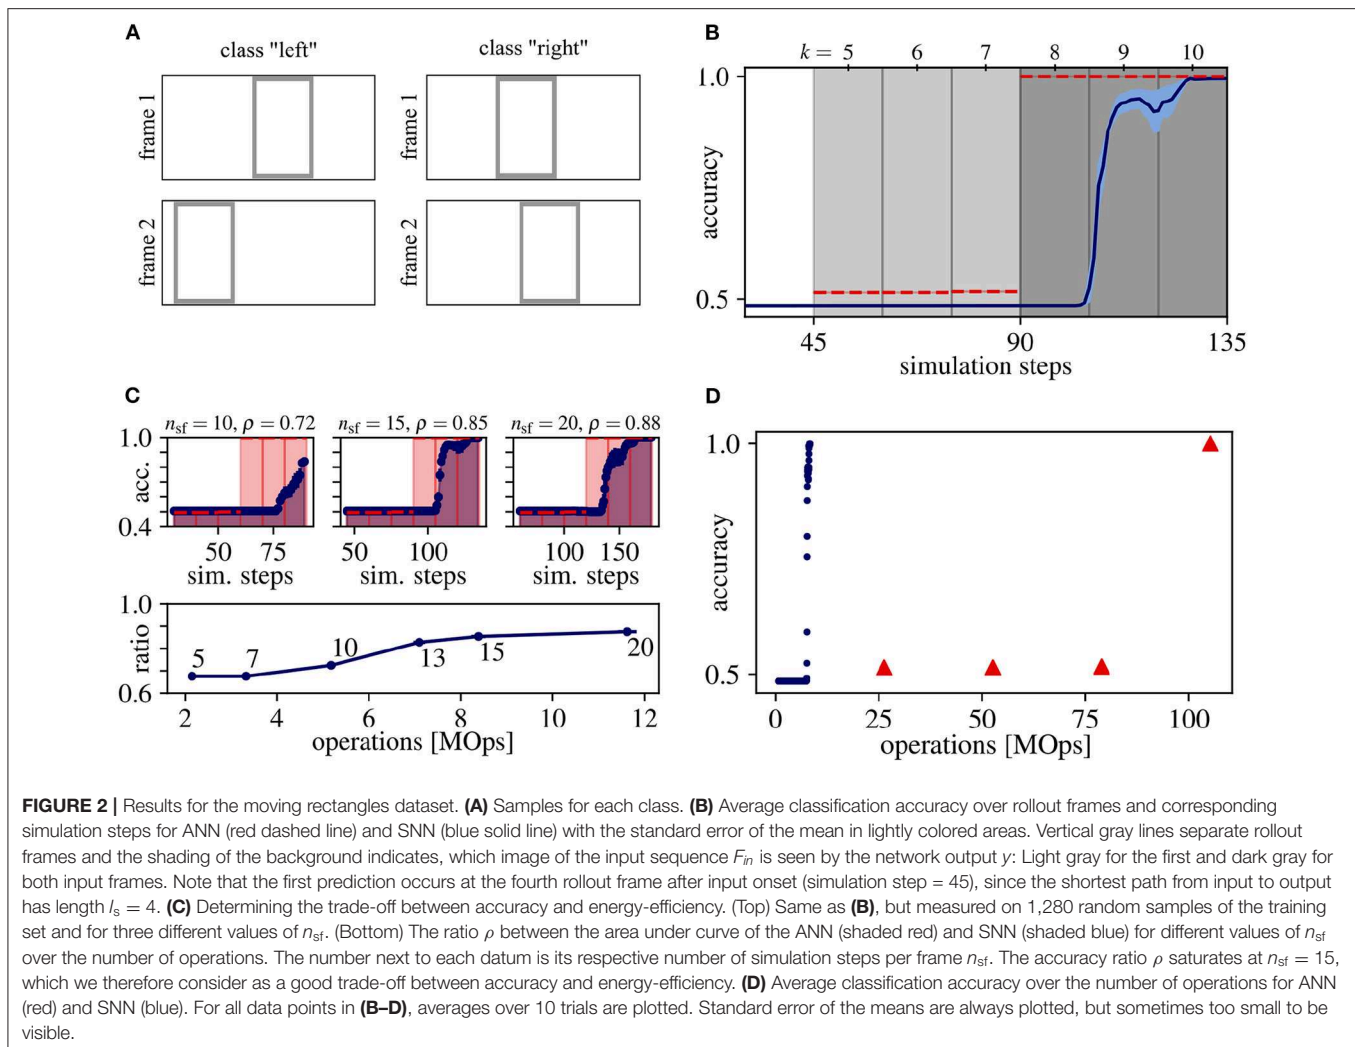 A
class "left"
class "right"
frame 1
frame 1
frame 2
frame 2
B
k = 5 6 7 8 9 10
1.0
accuracy
0.5
45 90 135
simulation steps
C
n_sf = 10, ρ = 0.72
n_sf = 15, ρ = 0.85
n_sf = 20, ρ = 0.88
1.0
acc.
0.4
50 75
50 100
100 150
sim. steps
sim. steps
sim. steps
1.0
ratio
0.6
5 7 10 13 15 20
2 4 6 8 10 12
operations [MOps]
D
1.0
accuracy
0.5
0 25 50 75 100
operations [MOps]
FIGURE 2 | Results for the moving rectangles dataset. (A) Samples for each class. (B) Average classification accuracy over rollout frames and corresponding
simulation steps for ANN (red dashed line) and SNN (blue solid line) with the standard error of the mean in lightly colored areas. Vertical gray lines separate rollout
frames and the shading of the background indicates, which image of the input sequence F_in is seen by the network output y: Light gray for the first and dark gray for
both input frames. Note that the first prediction occurs at the fourth rollout frame after input onset (simulation step = 45), since the shortest path from input to output
has length l_s = 4. (C) Determining the trade-off between accuracy and energy-efficiency. (Top) Same as (B), but measured on 1,280 random samples of the training
set and for three different values of n_sf. (Bottom) The ratio ρ between the area under curve of the ANN (shaded red) and SNN (shaded blue) for different values of n_sf
over the number of operations. The number next to each datum is its respective number of simulation steps per frame n_sf. The accuracy ratio ρ saturates at n_sf = 15,
which we therefore consider as a good trade-off between accuracy and energy-efficiency. (D) Average classification accuracy over the number of operations for ANN
(red) and SNN (blue). For all data points in (B–D), averages over 10 trials are plotted. Standard error of the means are always plotted, but sometimes too small to be
visible.